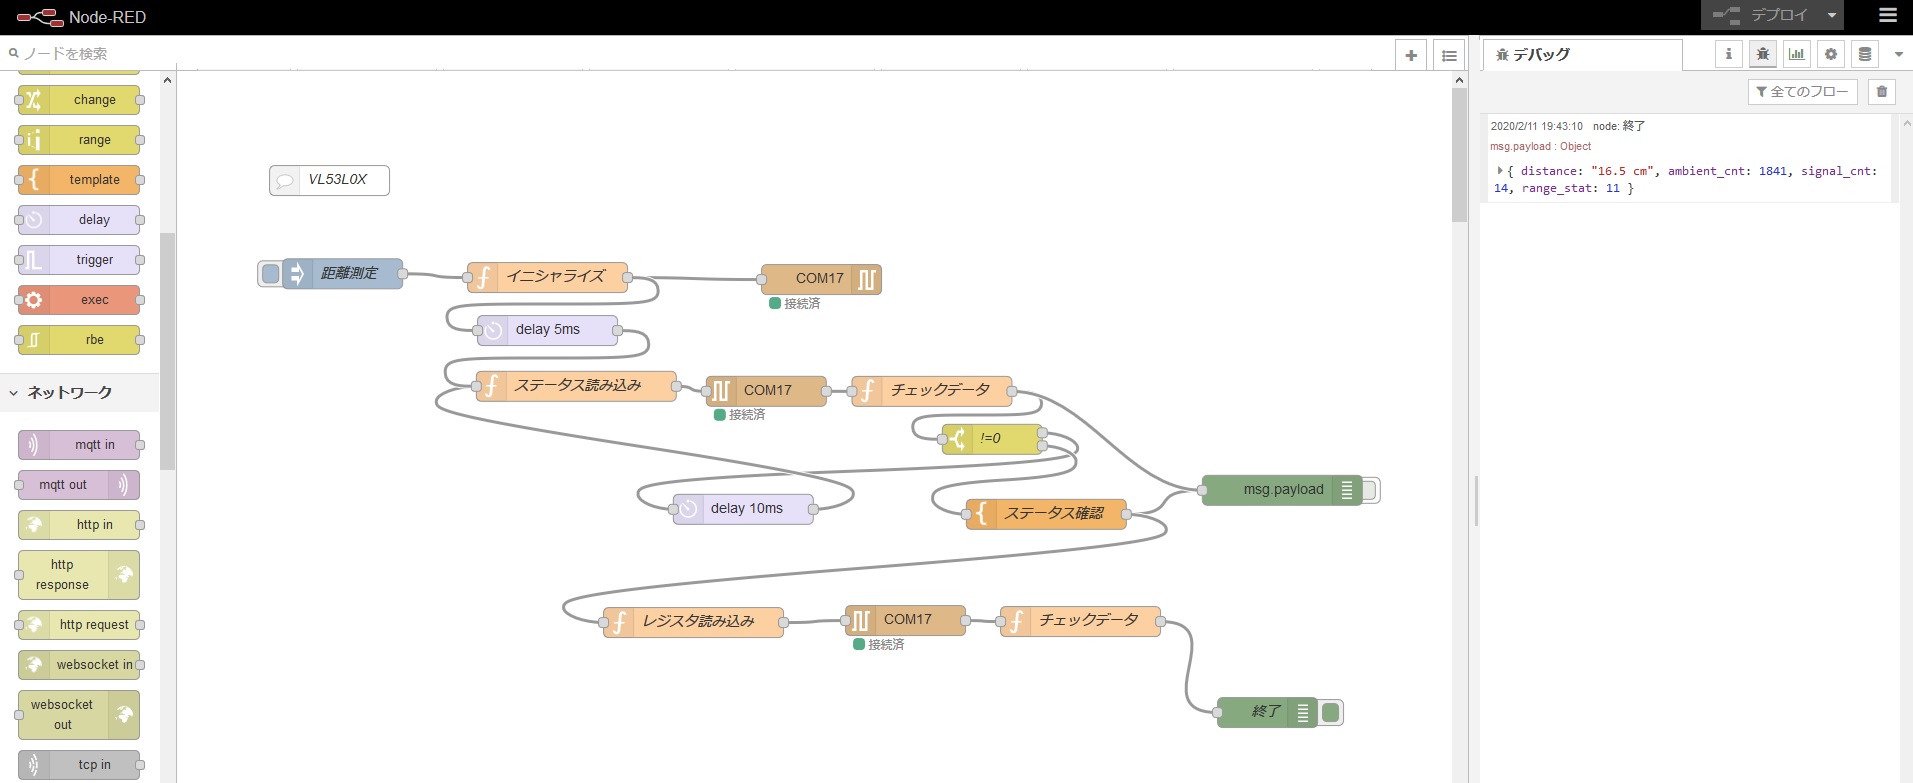 Node-RED
デプロイ
ノードを検索
change
range
template
delay
trigger
exec
rbe
ネットワーク
mqtt in
mqtt out
http in
http
response
http request
websocket in
websocket
out
tcp in
VL53L0X
距離測定
イニシャライズ
COM17
接続済
delay 5ms
ステータス読み込み
COM17
接続済
チェックデータ
!=0
delay 10ms
ステータス確認
msg.payload
レジスタ読み込み
COM17
接続済
チェックデータ
終了
デバッグ
全てのフロー
2020/2/11 19:43:10 node: 終了
msg.payload : Object
{ distance: "16.5 cm", ambient_cnt: 1841, signal_cnt:
14, range_stat: 11 }